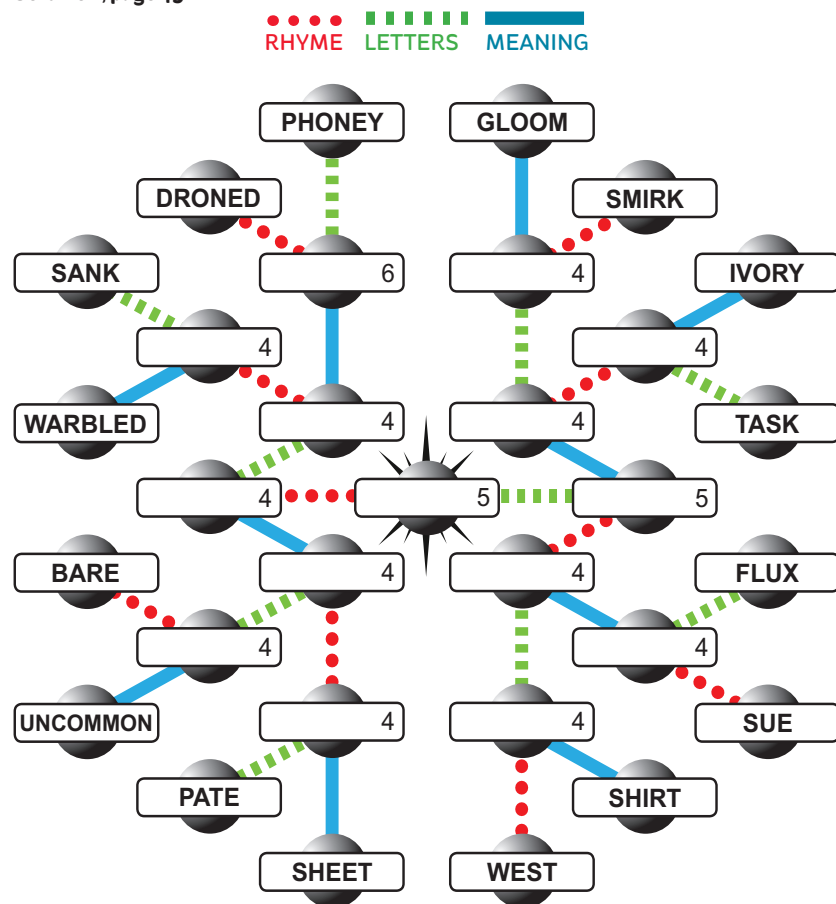 RHYME LETTERS MEANING
PHONEY GLOOM
DRONED SMIRK
SANK 6 4 IVORY
4 4
WARBLED 4 4 TASK
4 5 5
BARE 4 4 FLUX
4 4
UNCOMMON 4 4 SUE
PATE SHIRT
SHEET WEST